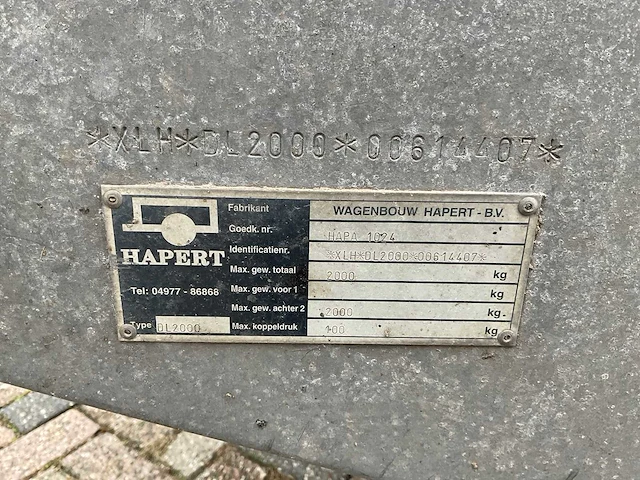 *XLH*DL2000*00614407*
HAPERT
Tel: 04977 - 86868
Type DL2000
Fabrikant WAGENBOUW HAPERT - B.V.
Goedk. nr. HAPA 1024
Identificatienr. *XLH*DL2000*00614407*
Max. gew. totaal 2000 kg
Max. gew. voor 1 kg
Max. gew. achter 2 2000 kg.
Max. koppeldruk 100 kg